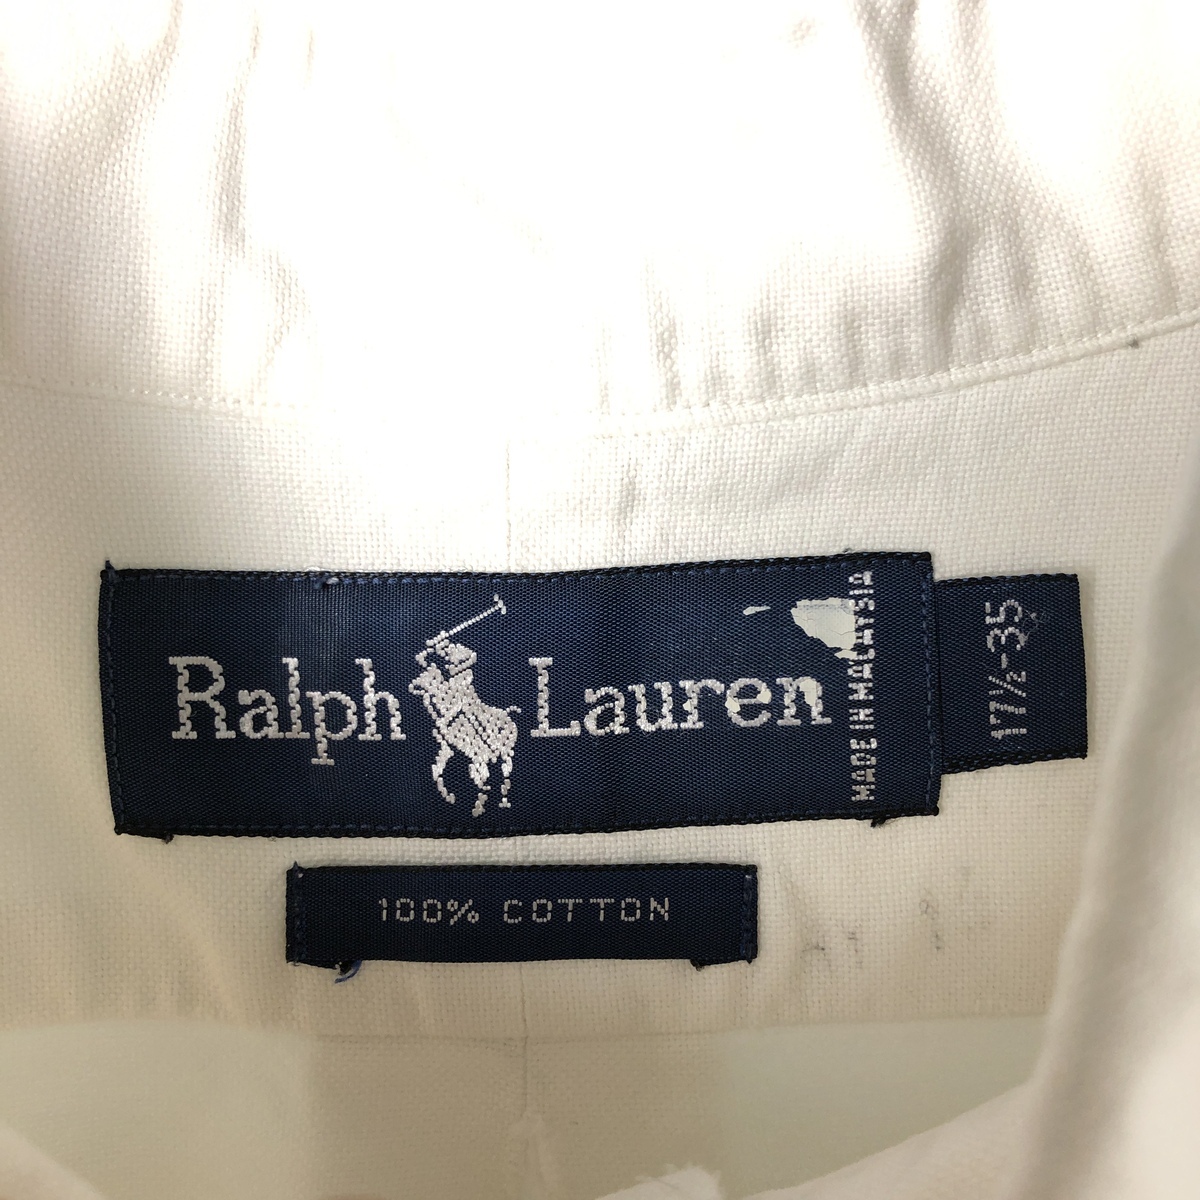 Ralph Lauren
MADE IN MALAYSIA
17½-35
100% COTTON